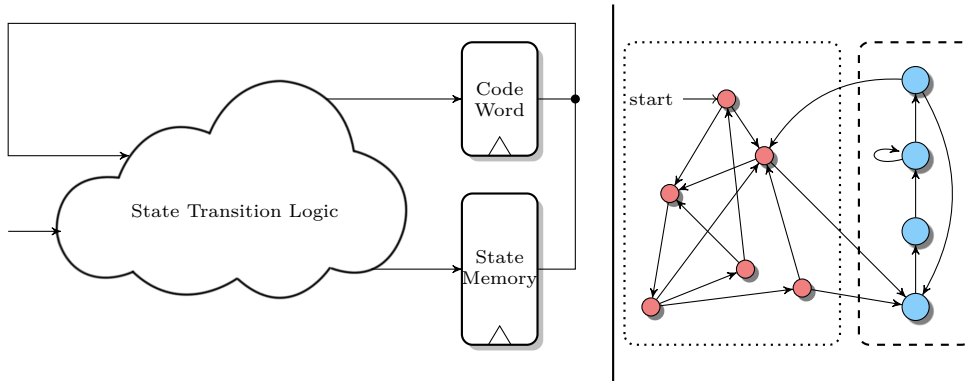 Code
Word
State Transition Logic
State
Memory
start